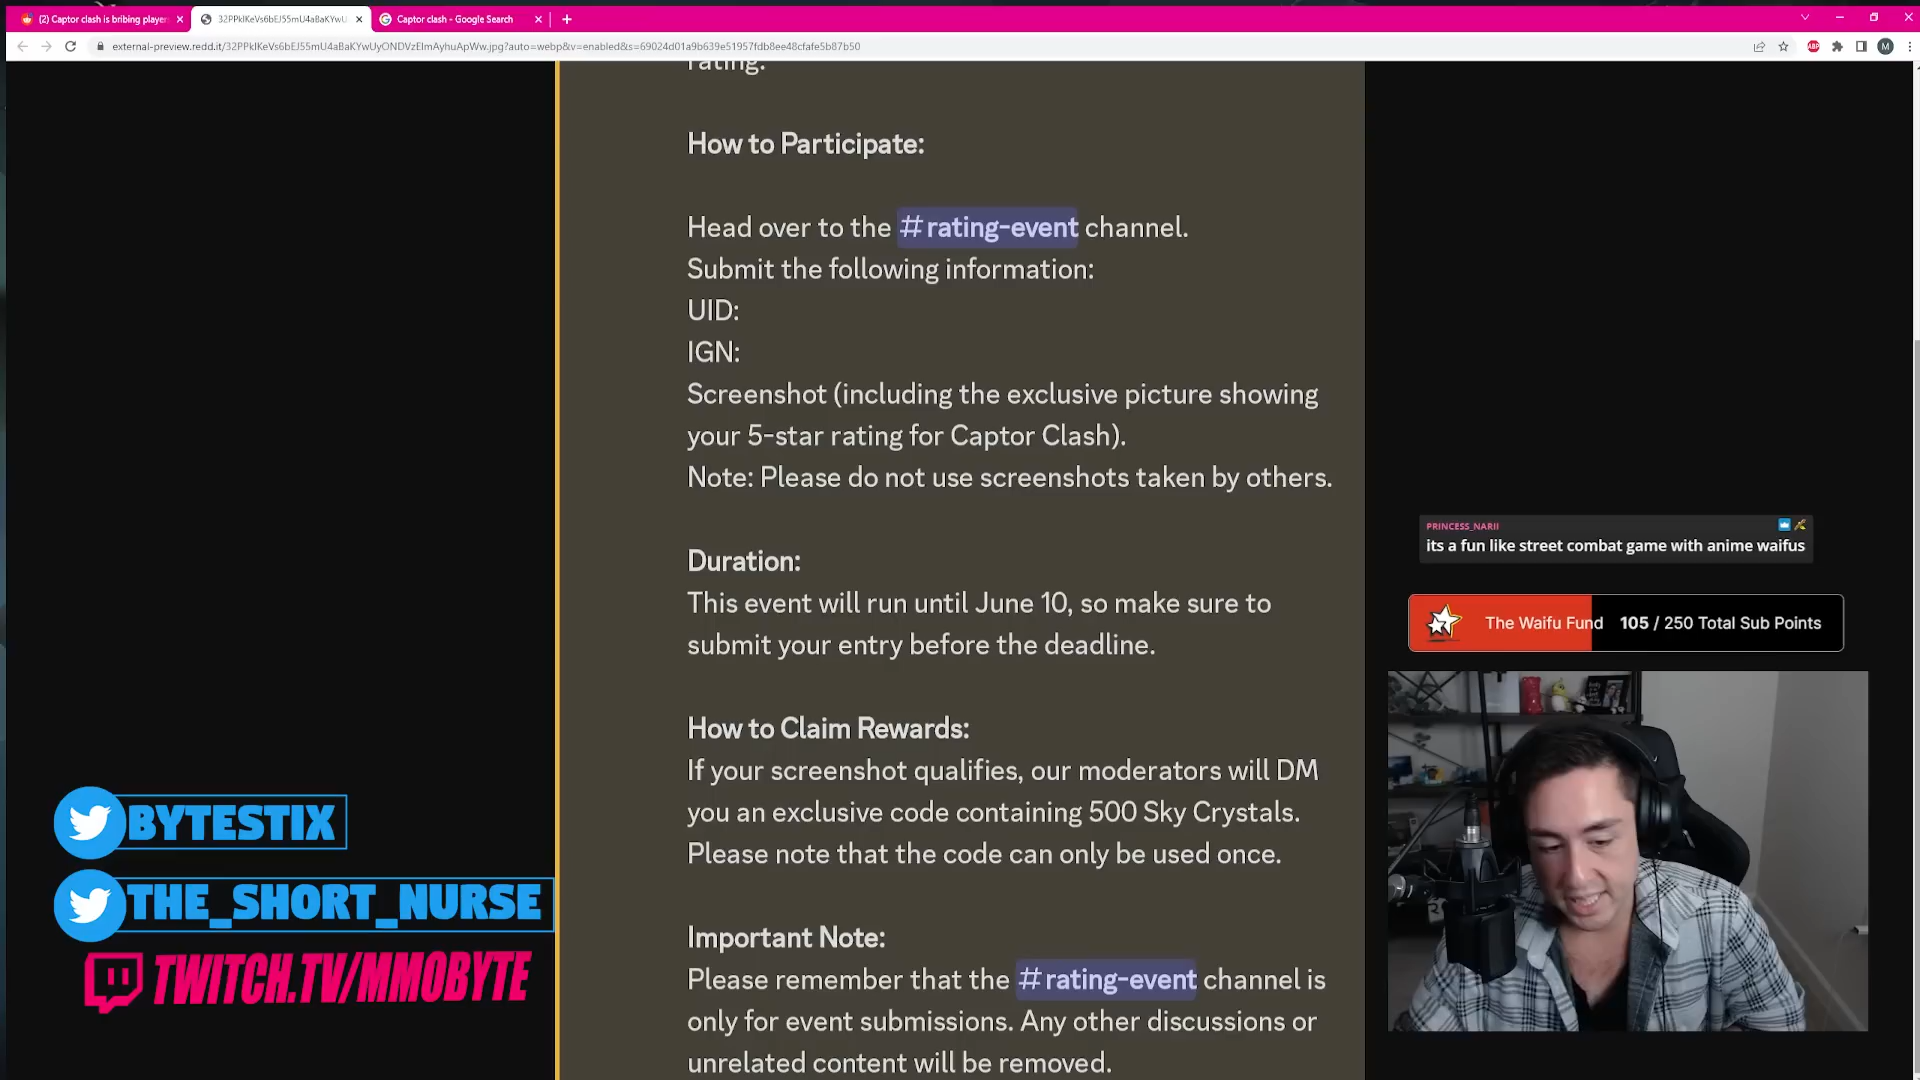 (2) Captor clash is bribing player
32PPkIKeVs6bEJ55mU4aBaKYwU
Captor clash - Google Search
external-preview.redd.it/32PPkIKeVs6bEJ55mU4aBaKYwUyONDVzElmAyhuApWw.jpg?auto=webp&v=enabled&s=69024d01a9b639e51957fdb8ee48cfafe5b87b50
ABP
M
rating.
How to Participate:
Head over to the #rating-event channel.
Submit the following information:
UID:
IGN:
Screenshot (including the exclusive picture showing
your 5-star rating for Captor Clash).
Note: Please do not use screenshots taken by others.
Duration:
This event will run until June 10, so make sure to
submit your entry before the deadline.
How to Claim Rewards:
If your screenshot qualifies, our moderators will DM
you an exclusive code containing 500 Sky Crystals.
Please note that the code can only be used once.
Important Note:
Please remember that the #rating-event channel is
only for event submissions. Any other discussions or
unrelated content will be removed.
PRINCESS_NARII
its a fun like street combat game with anime waifus
The Waifu Fund 105 / 250 Total Sub Points
BYTESTIX
THE_SHORT_NURSE
TWITCH.TV/MMOBYTE